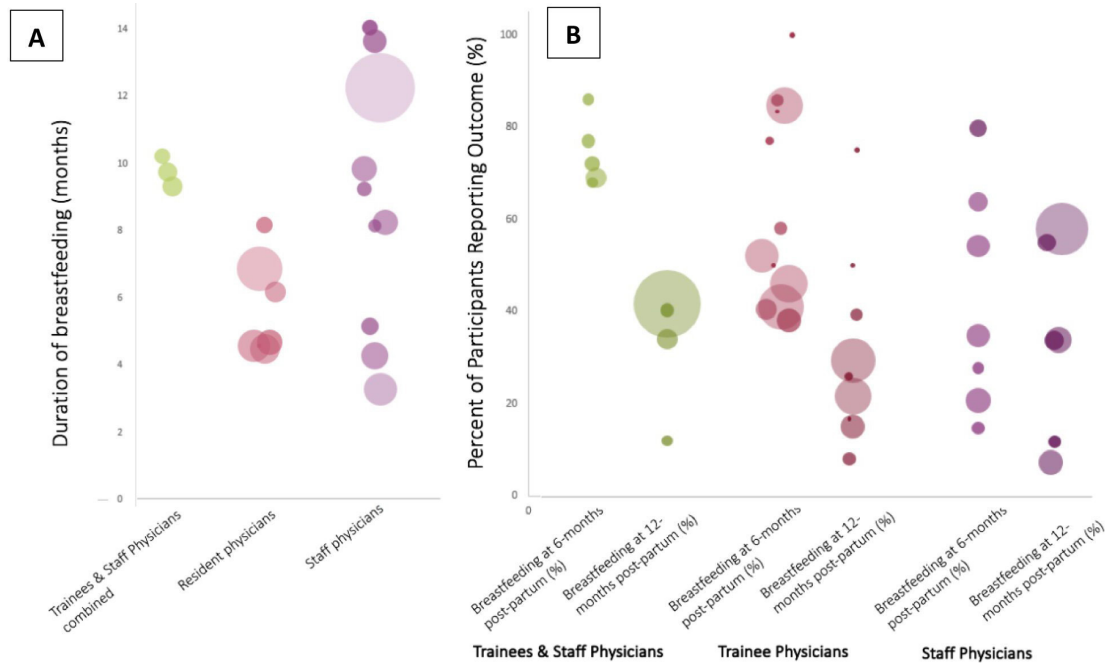 A
Duration of breastfeeding (months)
14
12
10
8
6
4
2
0
Trainees & Staff Physicians
combined
Resident physicians
Staff physicians
B
Percent of Participants Reporting Outcome (%)
100
80
60
40
20
0
0
Breastfeeding at 6-months
post-partum (%)
Breastfeeding at 12-
months post-partum (%)
Breastfeeding at 6-months
post-partum (%)
Breastfeeding at 12-
months post-partum (%)
Breastfeeding at 6-months
post-partum (%)
Breastfeeding at 12-
months post-partum (%)
Trainees & Staff Physicians
Trainee Physicians
Staff Physicians